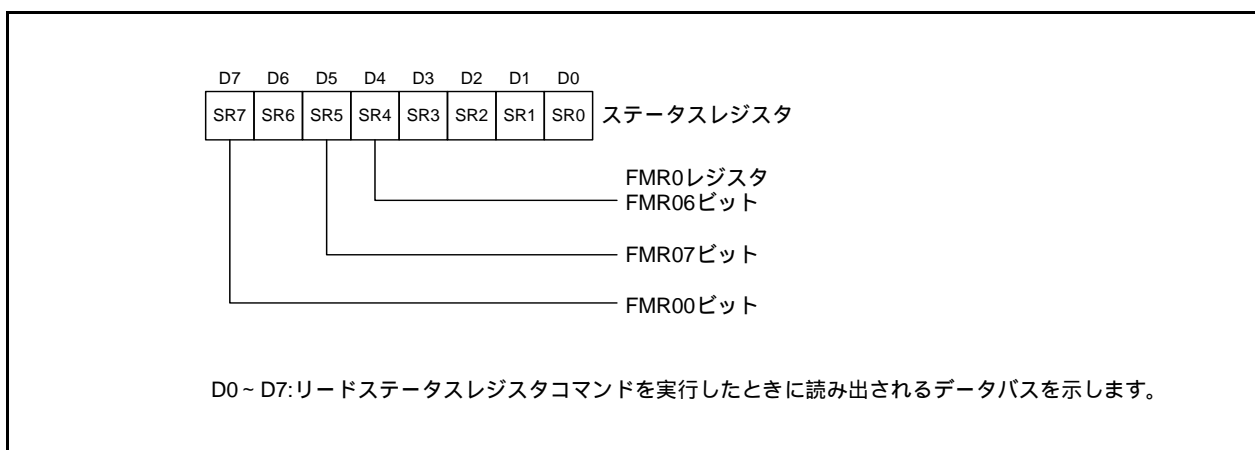 D7 D6 D5 D4 D3 D2 D1 D0
SR7 SR6 SR5 SR4 SR3 SR2 SR1 SR0 ステータスレジスタ
FMR0レジスタ
FMR06ビット
FMR07ビット
FMR00ビット
D0~D7:リードステータスレジスタコマンドを実行したときに読み出されるデータバスを示します。